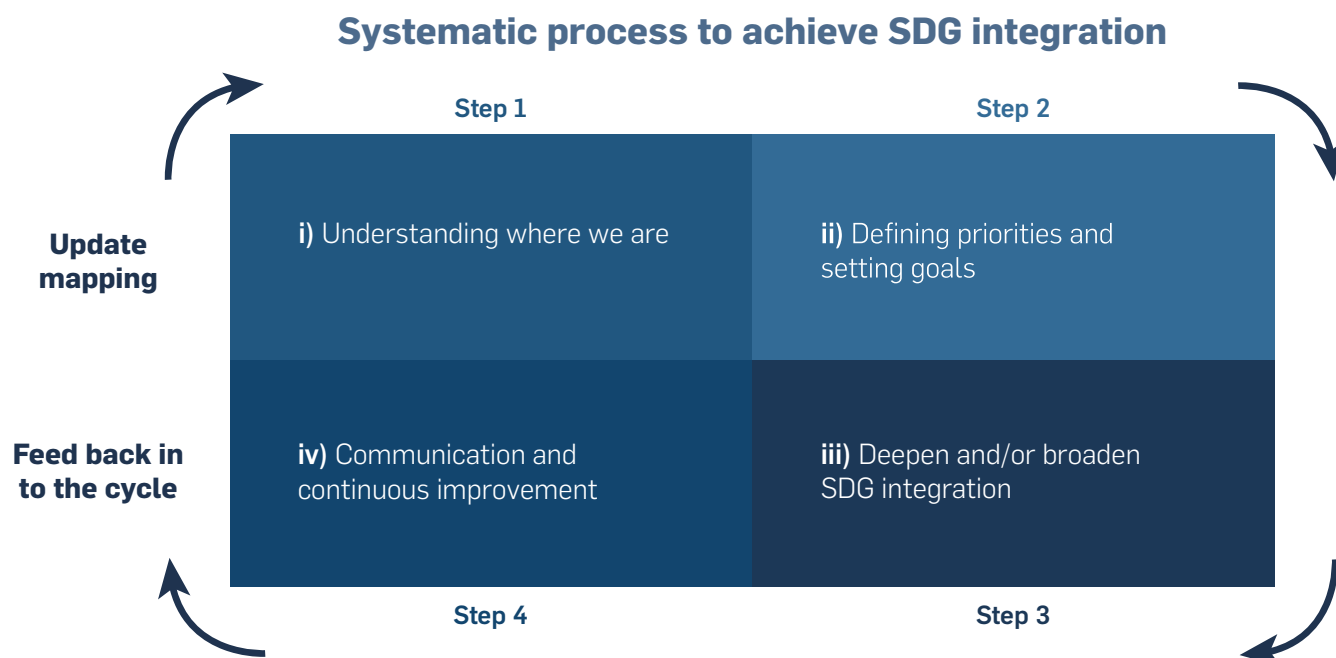 Systematic process to achieve SDG integration
Step 1
Step 2
Update
mapping
i) Understanding where we are
ii) Defining priorities and
setting goals
Feed back in
to the cycle
iv) Communication and
continuous improvement
iii) Deepen and/or broaden
SDG integration
Step 4
Step 3